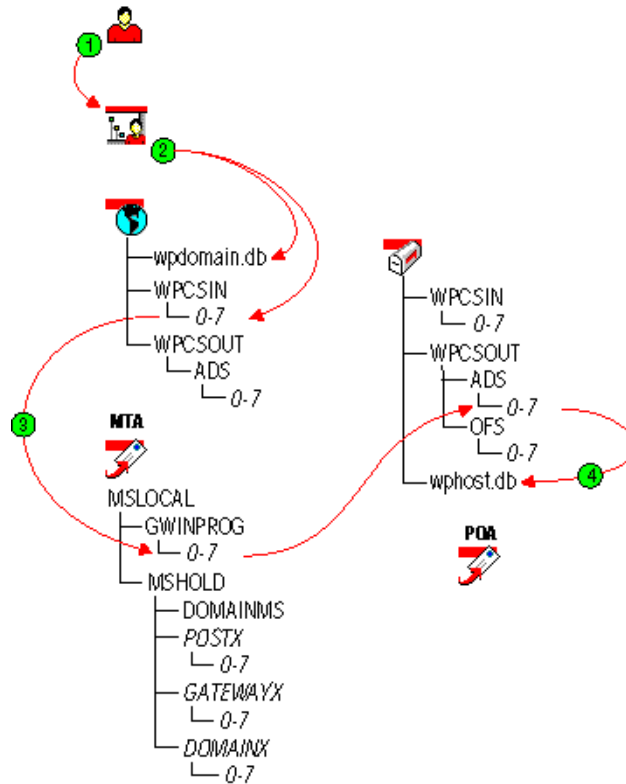 1
2
wpdomain.db
WPCSIN
0-7
WPCSOUT
ADS
0-7
3
MTA
MSLOCAL
GWINPROG
0-7
MSHOLD
DOMAINMS
POSTX
0-7
GATEWAYX
0-7
DOMAINX
0-7
WPCSIN
0-7
WPCSOUT
ADS
0-7
OFS
0-7
4
wphost.db
POA